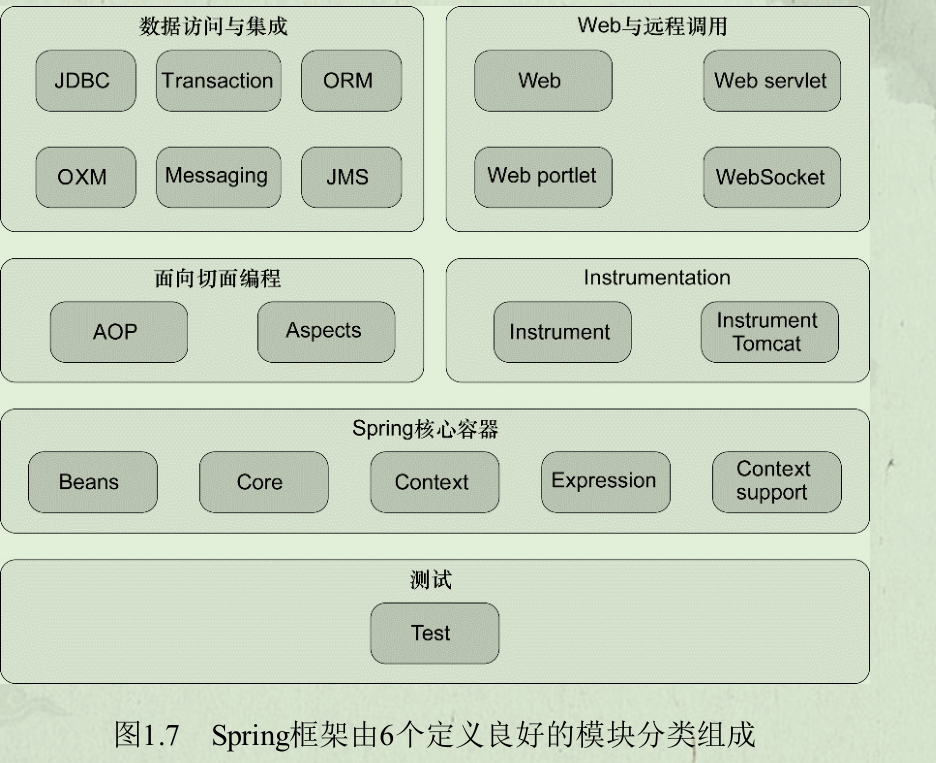 数据访问与集成
JDBC
Transaction
ORM
OXM
Messaging
JMS
Web与远程调用
Web
Web servlet
Web portlet
WebSocket
面向切面编程
AOP
Aspects
Instrumentation
Instrument
Instrument
Tomcat
Spring核心容器
Beans
Core
Context
Expression
Context
support
测试
Test
图1.7 Spring框架由6个定义良好的模块分类组成